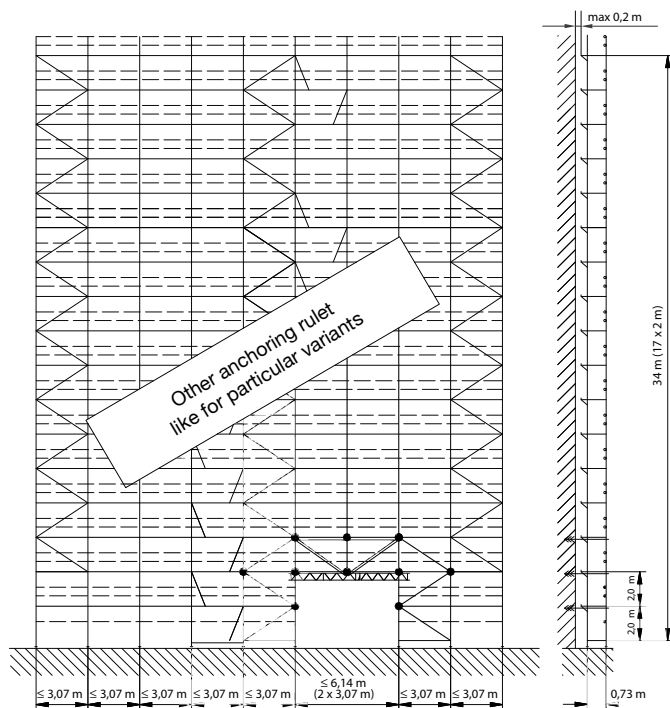 max 0,2 m
Other anchoring rulet
like for particular variants
34 m (17 x 2 m)
2,0 m
2,0 m
≤ 3,07 m
≤ 3,07 m
≤ 3,07 m
≤ 3,07 m
≤ 3,07 m
≤ 6,14 m
(2 x 3,07 m)
≤ 3,07 m
≤ 3,07 m
0,73 m